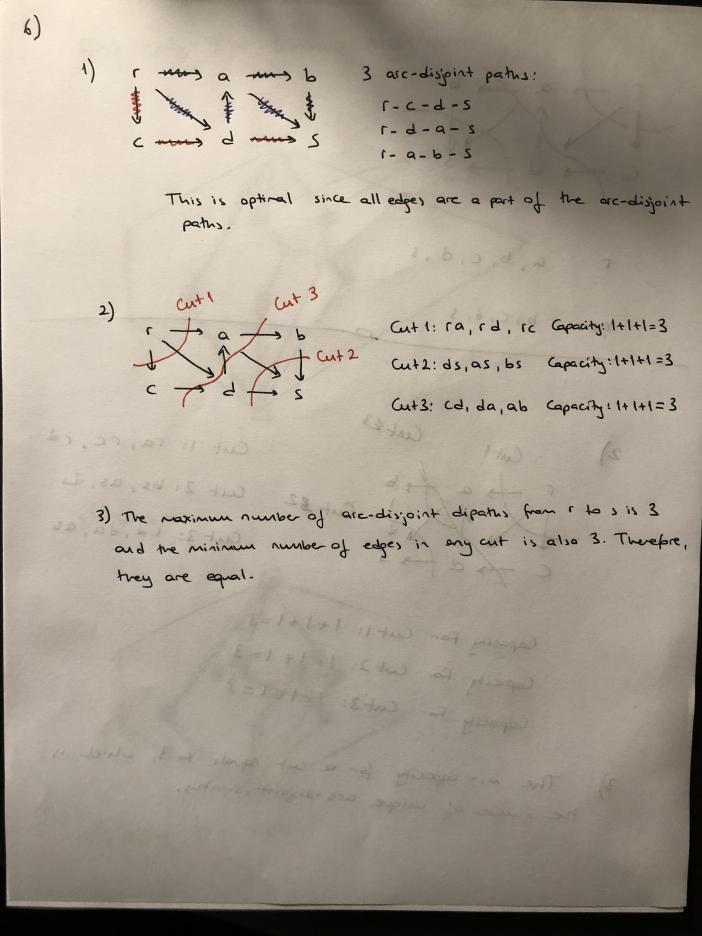 6)
1) r a b 3 arc-disjoint paths:
r-c-d-s
c d s r-d-a-s
r-a-b-s
This is optimal since all edges are a part of the arc-disjoint
paths.
Cut 1 Cut 3
2) r a b Cut 1: ra, rd, rc Capacity: 1+1+1=3
Cut 2
c d s Cut2: ds, as, bs Capacity: 1+1+1=3
Cut3: cd, da, ab Capacity: 1+1+1=3
3) The maximum number of arc-disjoint dipaths from r to s is 3
and the minimum number of edges in any cut is also 3. Therefore,
they are equal.